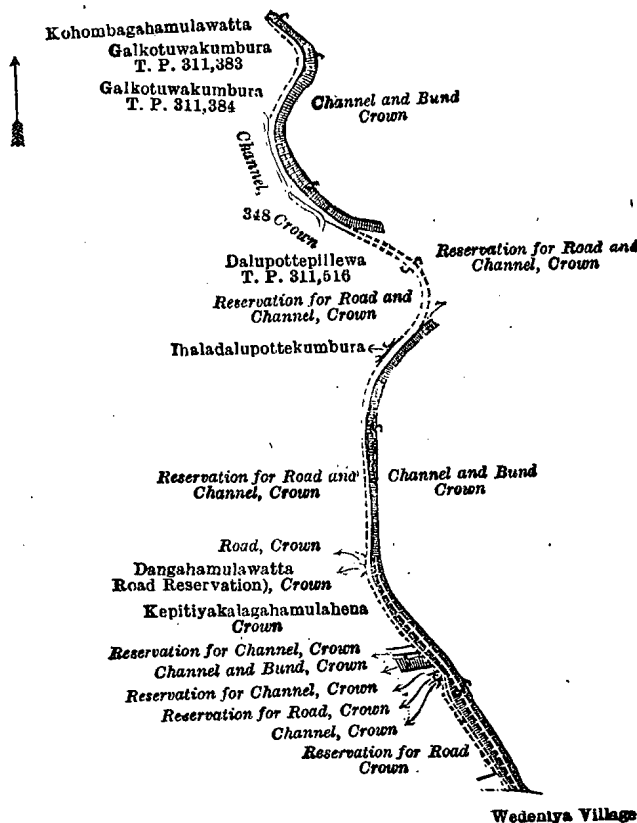 Kohombagahamulawatta
Galkotuwakumbura
T. P. 311,383
Galkotuwakumbura
T. P. 311,384
Channel and Bund
Crown
Channel,
348 Crown
Dalupottepillewa
T. P. 311,516
Reservation for Road and
Channel, Crown
Reservation for Road and
Channel, Crown
Ihaladalupottekumbura
Reservation for Road and
Channel, Crown
Channel and Bund
Crown
Road, Crown
Dangahamulawatta
Road Reservation), Crown
Kepitiyakalagahamulahena
Crown
Reservation for Channel, Crown
Channel and Bund, Crown
Reservation for Channel, Crown
Reservation for Road, Crown
Channel, Crown
Reservation for Road
Crown
Wedeniya Village